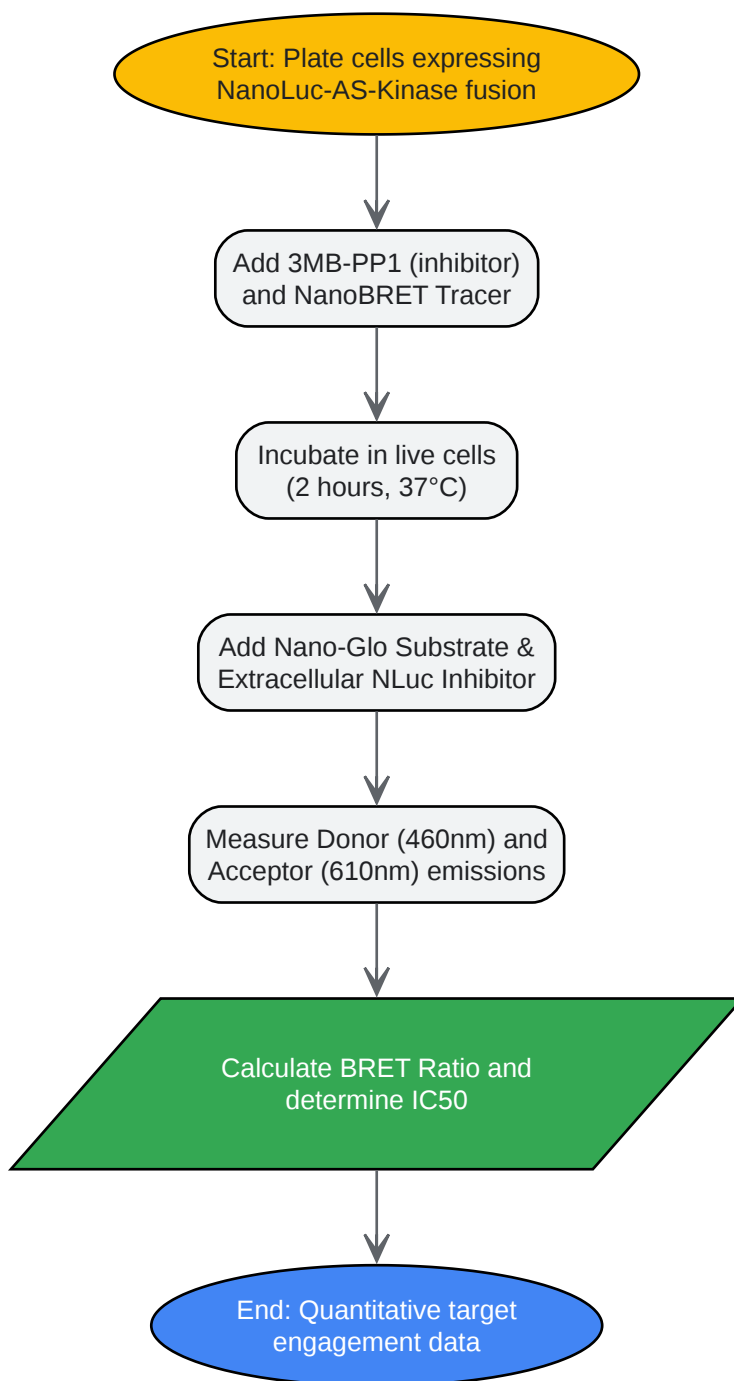 Start: Plate cells expressing
NanoLuc-AS-Kinase fusion
Add 3MB-PP1 (inhibitor)
and NanoBRET Tracer
Incubate in live cells
(2 hours, 37°C)
Add Nano-Glo Substrate &
Extracellular NLuc Inhibitor
Measure Donor (460nm) and
Acceptor (610nm) emissions
Calculate BRET Ratio and
determine IC50
End: Quantitative target
engagement data